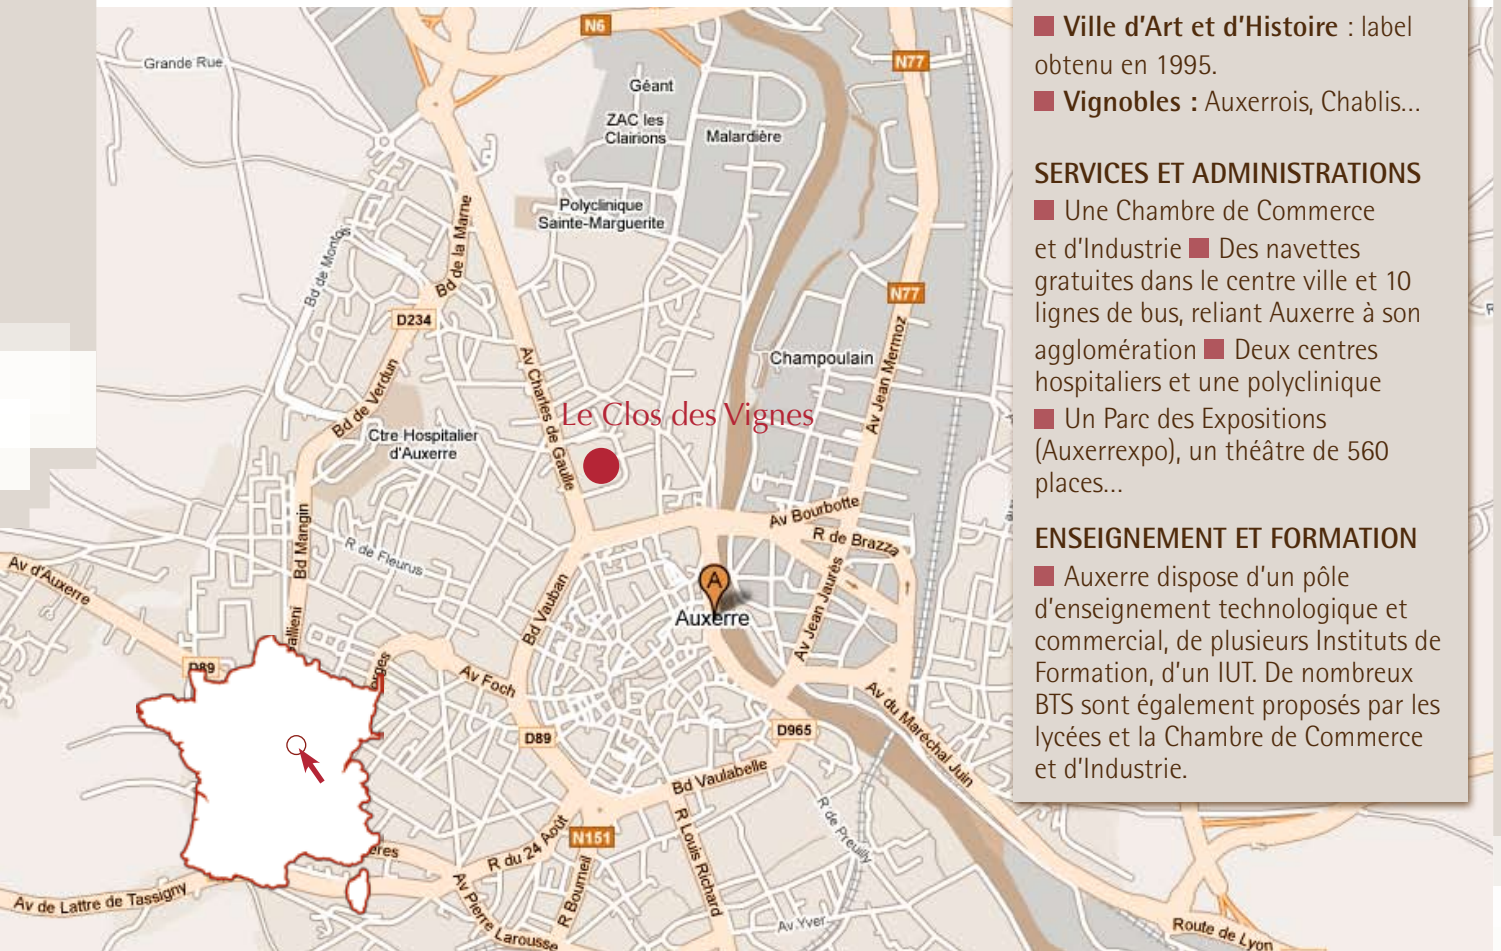 N6
N77
Grande Rue
Géant
ZAC les
Clairions
Malardière
Polyclinique
Sainte-Marguerite
Bd de la Marne
N77
D234
Av Charles de Gaulle
Champoulain
Av Jean Mermoz
Bd de Verdun
Le Clos des Vignes
Ctre Hospitalier
d'Auxerre
Av Bourbotte
R de Brazza
Bd Mangin
R de Fleurus
Av d'Auxerre
Bd Vauban
A
Auxerre
Av Jean Jaurès
D89
Av Foch
Av du Maréchal Juin
D89
D965
Bd Vaulabelle
R de Preuilly
N151
R du 24 Août
R Louis Richard
R Bourneil
Av de Lattre de Tassigny
Av Pierre Larousse
Av Yver
Route de Lyon
Ville d'Art et d'Histoire : label
obtenu en 1995.
Vignobles : Auxerrois, Chablis...
SERVICES ET ADMINISTRATIONS
Une Chambre de Commerce
et d'Industrie Des navettes
gratuites dans le centre ville et 10
lignes de bus, reliant Auxerre à son
agglomération Deux centres
hospitaliers et une polyclinique
Un Parc des Expositions
(Auxerrexpo), un théâtre de 560
places...
ENSEIGNEMENT ET FORMATION
Auxerre dispose d'un pôle
d'enseignement technologique et
commercial, de plusieurs Instituts de
Formation, d'un IUT. De nombreux
BTS sont également proposés par les
lycées et la Chambre de Commerce
et d'Industrie.